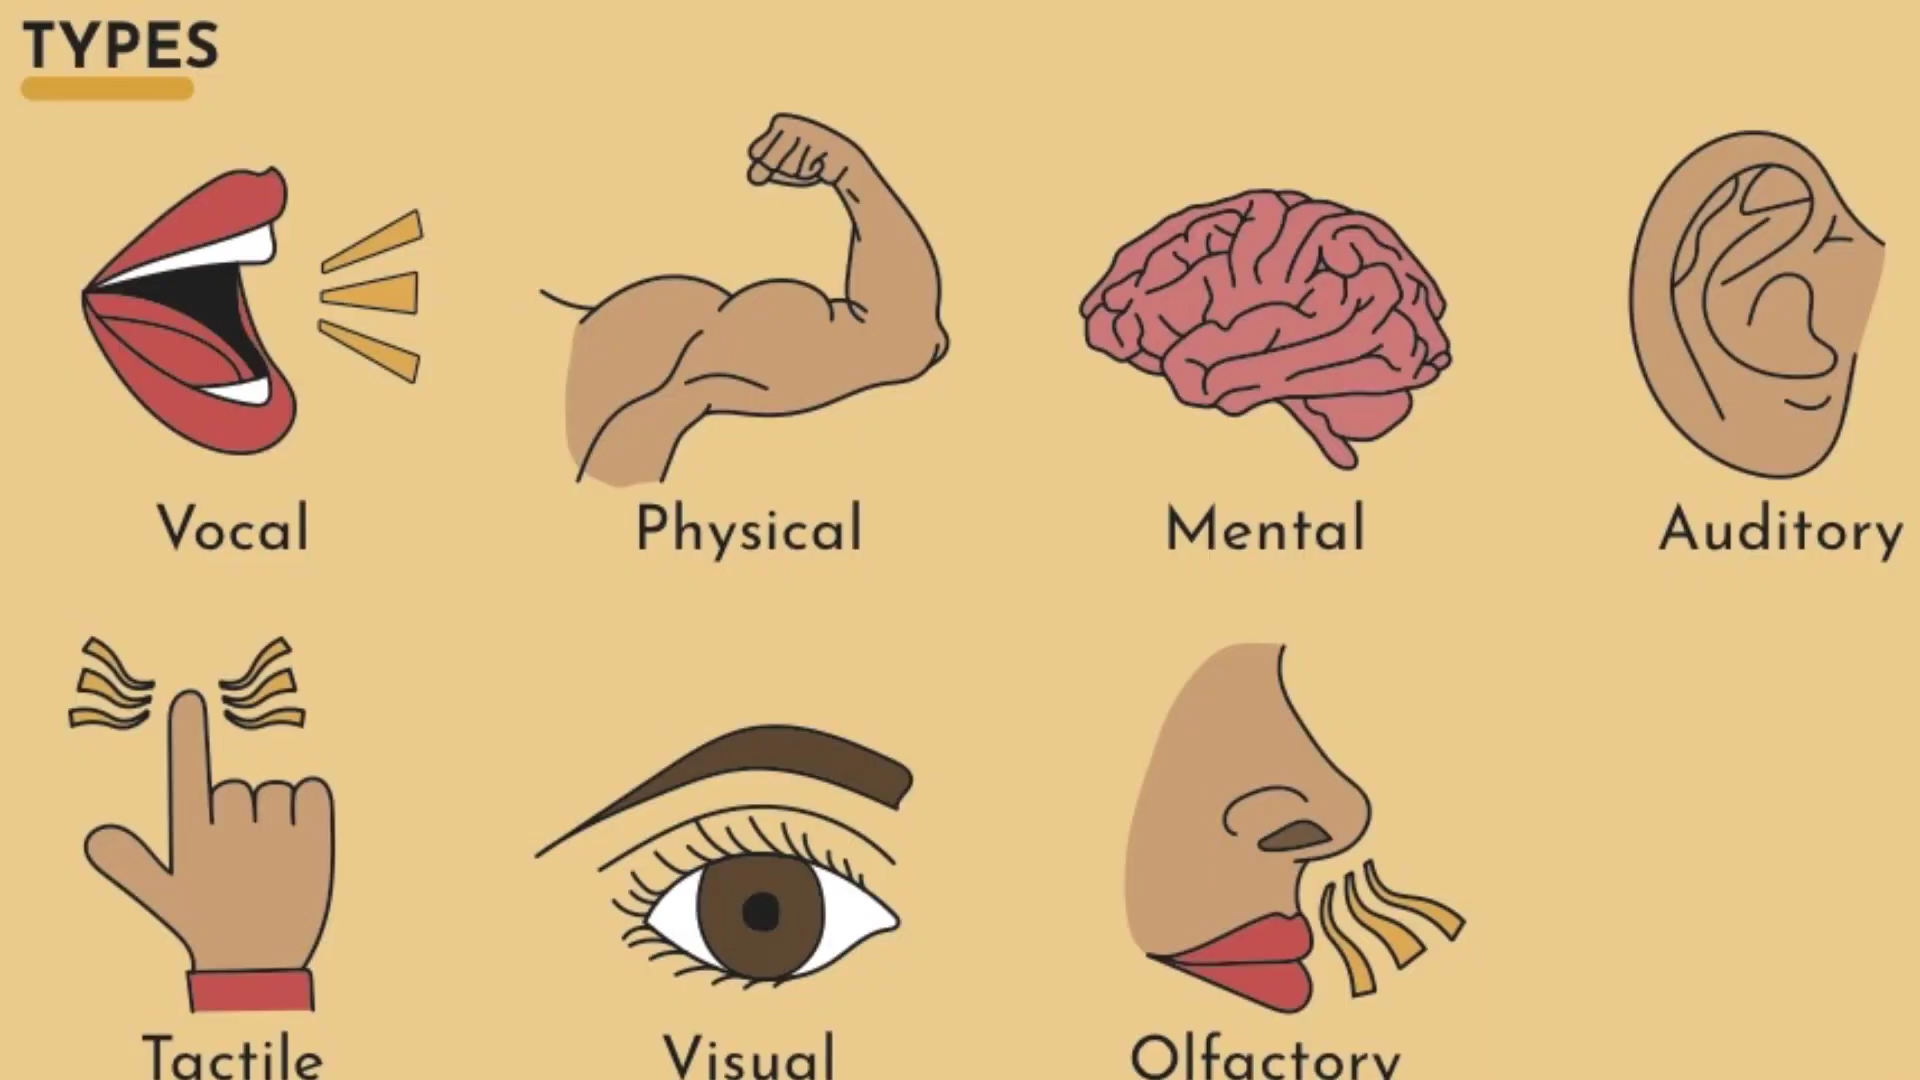 TYPES
Vocal
Physical
Mental
Auditory
Tactile
Visual
Olfactory